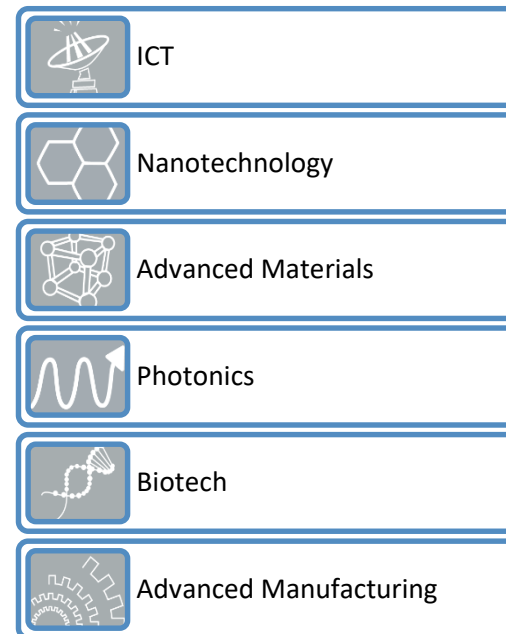 ICT
Nanotechnology
Advanced Materials
Photonics
Biotech
Advanced Manufacturing